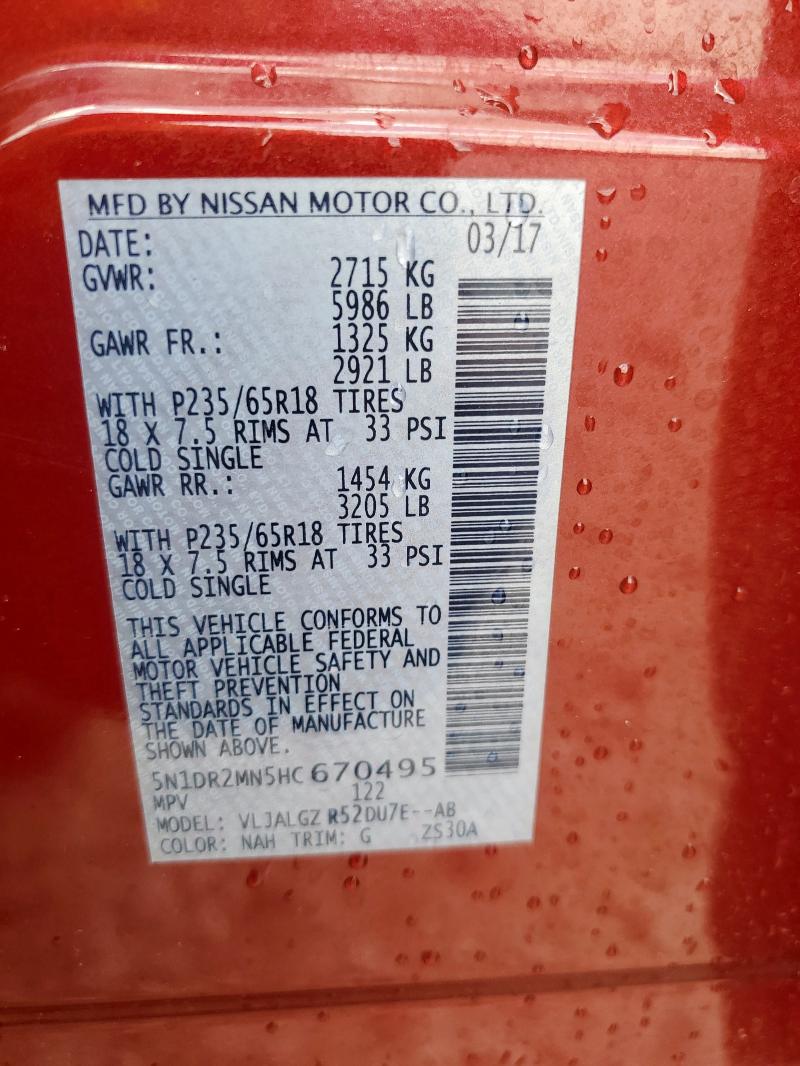 MFD BY NISSAN MOTOR CO., LTD.
DATE: 03/17
GVWR: 2715 KG
5986 LB
GAWR FR.: 1325 KG
2921 LB
WITH P235/65R18 TIRES
18 X 7.5 RIMS AT 33 PSI
COLD SINGLE
GAWR RR.: 1454 KG
3205 LB
WITH P235/65R18 TIRES
18 X 7.5 RIMS AT 33 PSI
COLD SINGLE
THIS VEHICLE CONFORMS TO
ALL APPLICABLE FEDERAL
MOTOR VEHICLE SAFETY AND
THEFT PREVENTION
STANDARDS IN EFFECT ON
THE DATE OF MANUFACTURE
SHOWN ABOVE.
5N1DR2MN5HC670495
MPV 122
MODEL: VLJALGZ R52DU7E--AB
COLOR: NAH TRIM: G ZS30A